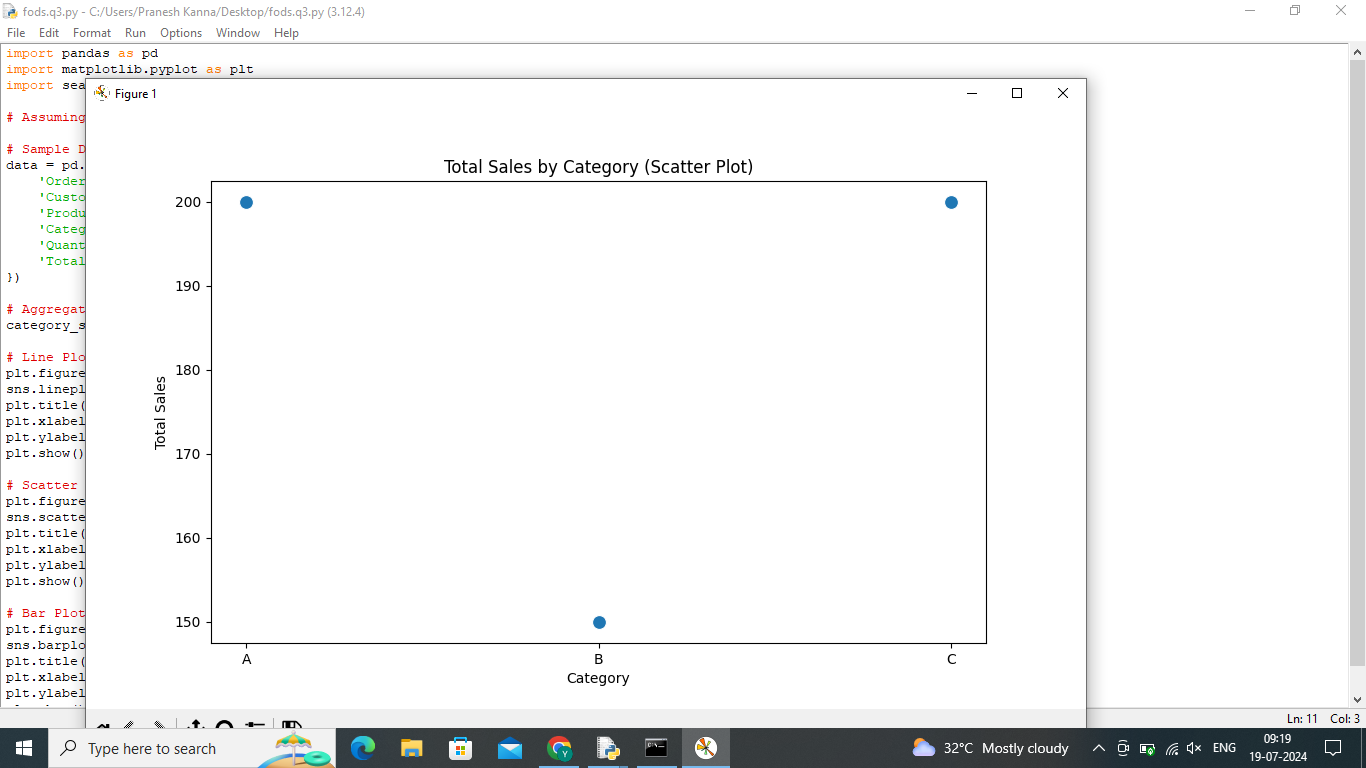 fods.q3.py - C:/Users/Pranesh Kanna/Desktop/fods.q3.py (3.12.4)
File Edit Format Run Options Window Help
import pandas as pd
import matplotlib.pyplot as plt
import sea
# Assuming
# Sample D
data = pd.
'Order
'Custo
'Produ
'Categ
'Quant
'Total
})
# Aggregat
category_s
# Line Plo
plt.figure
sns.linepl
plt.title(
plt.xlabel
plt.ylabel
plt.show()
# Scatter
plt.figure
sns.scatte
plt.title(
plt.xlabel
plt.ylabel
plt.show()
# Bar Plot
plt.figure
sns.barplo
plt.title(
plt.xlabel
plt.ylabel
Figure 1
Total Sales by Category (Scatter Plot)
Total Sales
200
190
180
170
160
150
A B C
Category
Ln: 11 Col: 3
Type here to search
32°C Mostly cloudy
ENG
09:19
19-07-2024